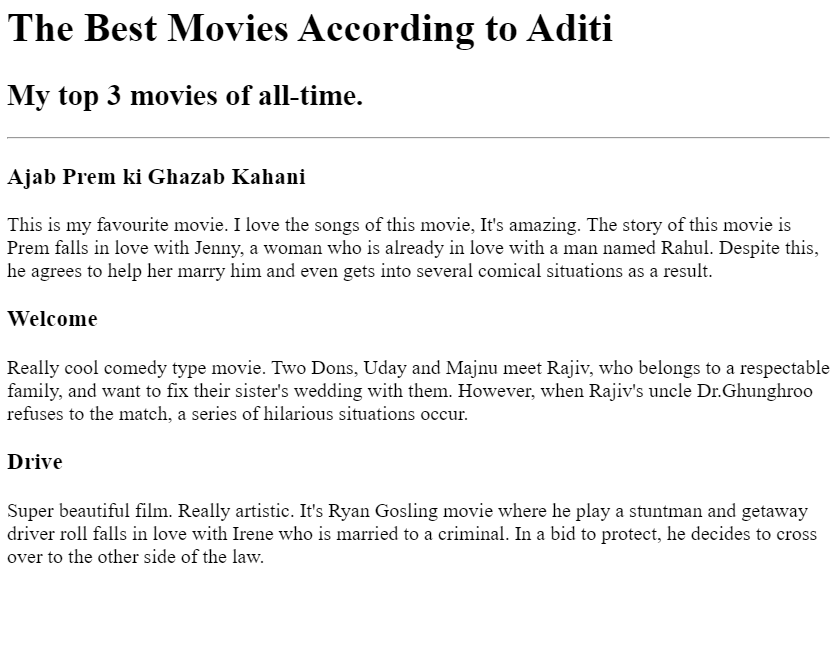 The Best Movies According to Aditi
My top 3 movies of all-time.
Ajab Prem ki Ghazab Kahani
This is my favourite movie. I love the songs of this movie, It's amazing. The story of this movie is
Prem falls in love with Jenny, a woman who is already in love with a man named Rahul. Despite this,
he agrees to help her marry him and even gets into several comical situations as a result.
Welcome
Really cool comedy type movie. Two Dons, Uday and Majnu meet Rajiv, who belongs to a respectable
family, and want to fix their sister's wedding with them. However, when Rajiv's uncle Dr.Ghunghroo
refuses to the match, a series of hilarious situations occur.
Drive
Super beautiful film. Really artistic. It's Ryan Gosling movie where he play a stuntman and getaway
driver roll falls in love with Irene who is married to a criminal. In a bid to protect, he decides to cross
over to the other side of the law.